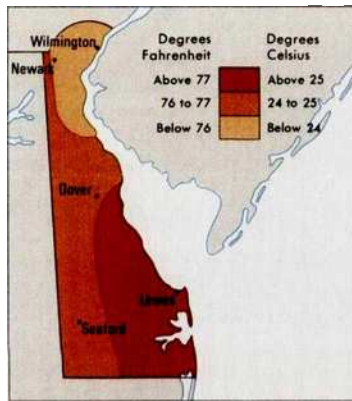 Wilmington
Newark
Dover
Lewes
Seaford
Degrees Degrees
Fahrenheit Celsius
Above 77 Above 25
76 to 77 24 to 25
Below 76 Below 24